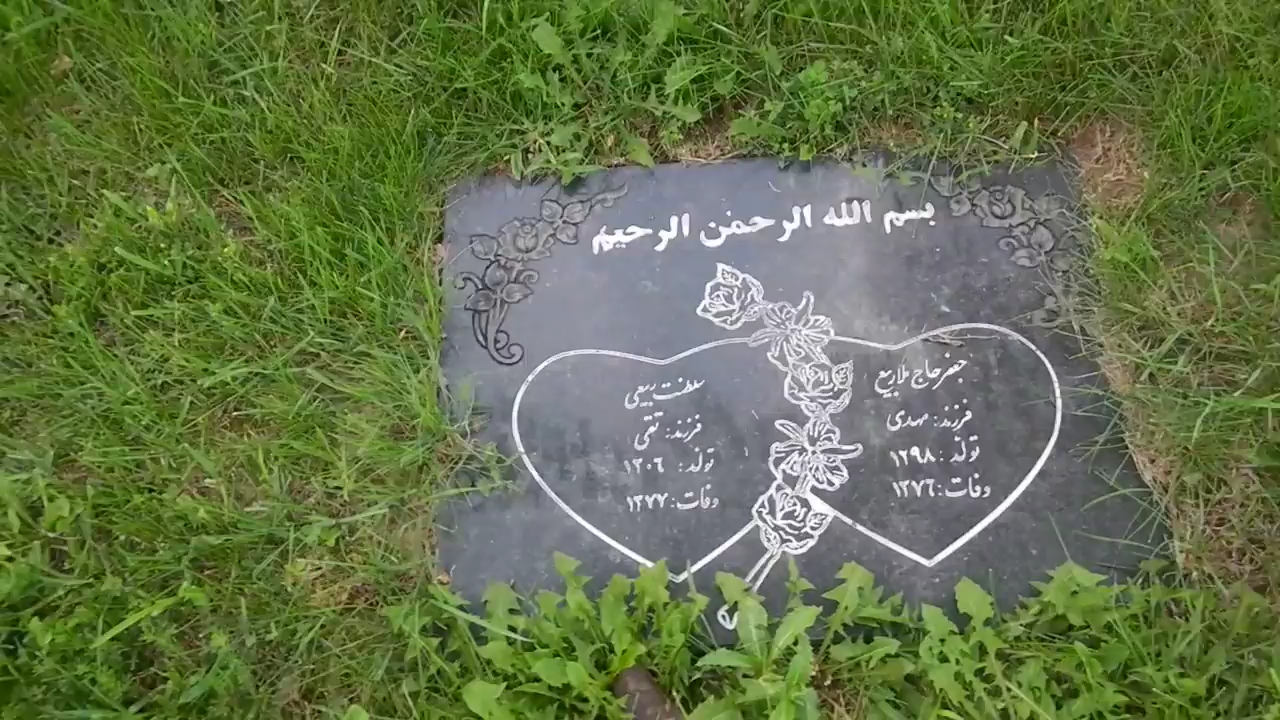 بسم الله الرحمن الرحیم
جعفر حاج ملاربیع
فرزند: مهدی
تولد: ۱۲۹۸
وفات: ۱۳۷۶
سلطنت ربیعی
فرزند: تقی
تولد: ۱۳۰۶
وفات: ۱۳۷۷